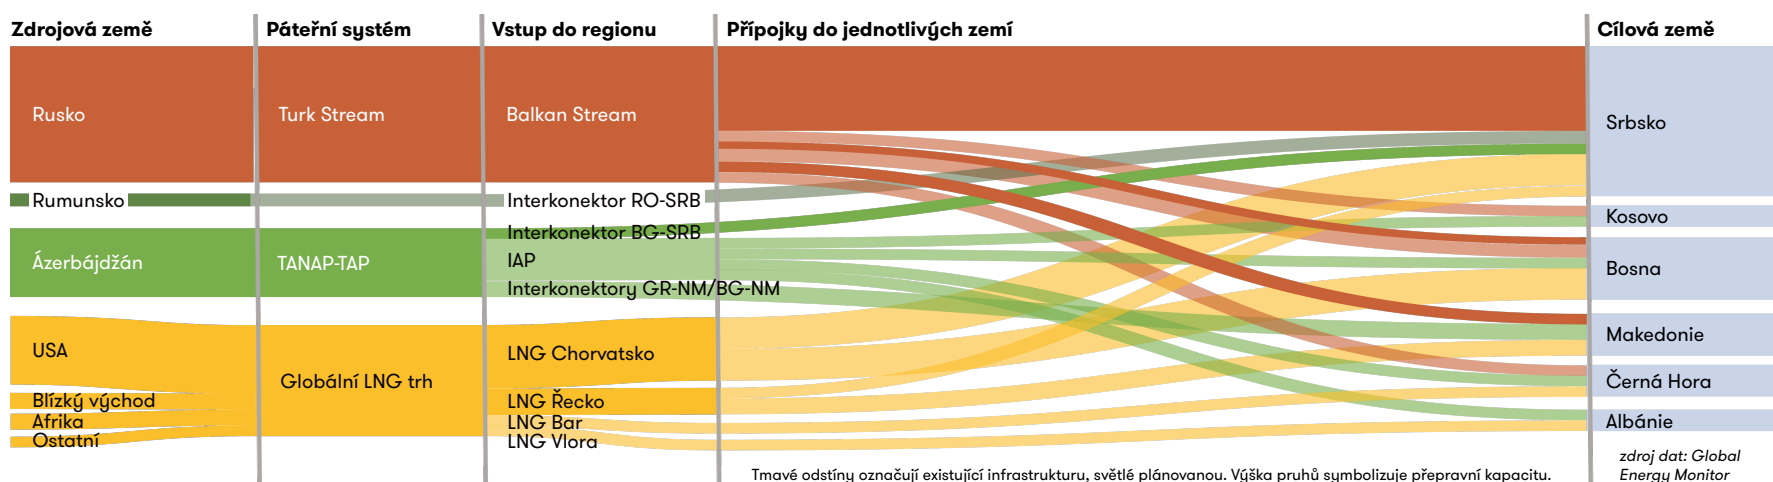 Zdrojová země
Páteřní systém
Vstup do regionu
Přípojky do jednotlivých zemí
Cílová země
Rusko
Turk Stream
Balkan Stream
Srbsko
Rumunsko
Interkonektor RO-SRB
Kosovo
Interkonektor BG-SRB
Ázerbájdžán
TANAP-TAP
IAP
Bosna
Interkonektory GR-NM/BG-NM
Makedonie
USA
LNG Chorvatsko
Globální LNG trh
Černá Hora
Blízký východ
LNG Řecko
Afrika
LNG Bar
Albánie
Ostatní
LNG Vlora
Tmavé odstíny označují existující infrastrukturu, světlé plánovanou. Výška pruhů symbolizuje přepravní kapacitu.
zdroj dat: Global
Energy Monitor